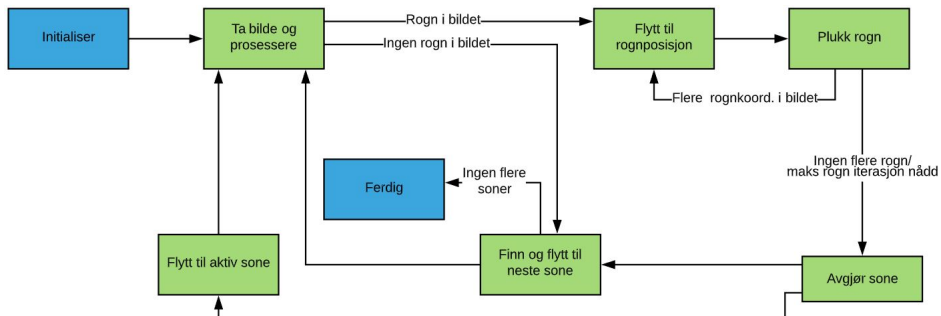 Initialiser
Ta bilde og
prosessere
Rogn i bildet
Ingen rogn i bildet
Flytt til
rognposisjon
Plukk rogn
Flere rognkoord. i bildet
Ingen flere rogn/
maks rogn iterasjon nådd
Ferdig
Ingen flere
soner
Flytt til aktiv sone
Finn og flytt til
neste sone
Avgjør sone